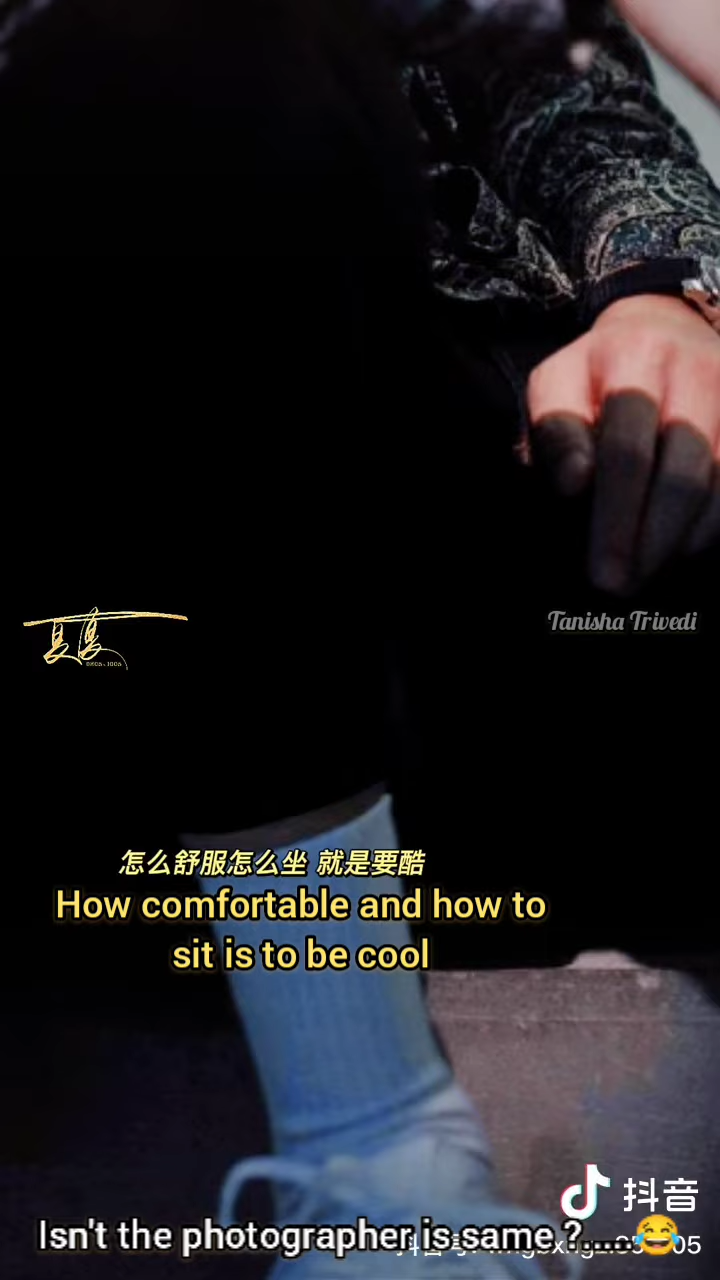 Tanisha Trivedi
怎么舒服怎么坐 就是要酷
How comfortable and how to
sit is to be cool
抖音
Isn't the photographer is same ?.....😂